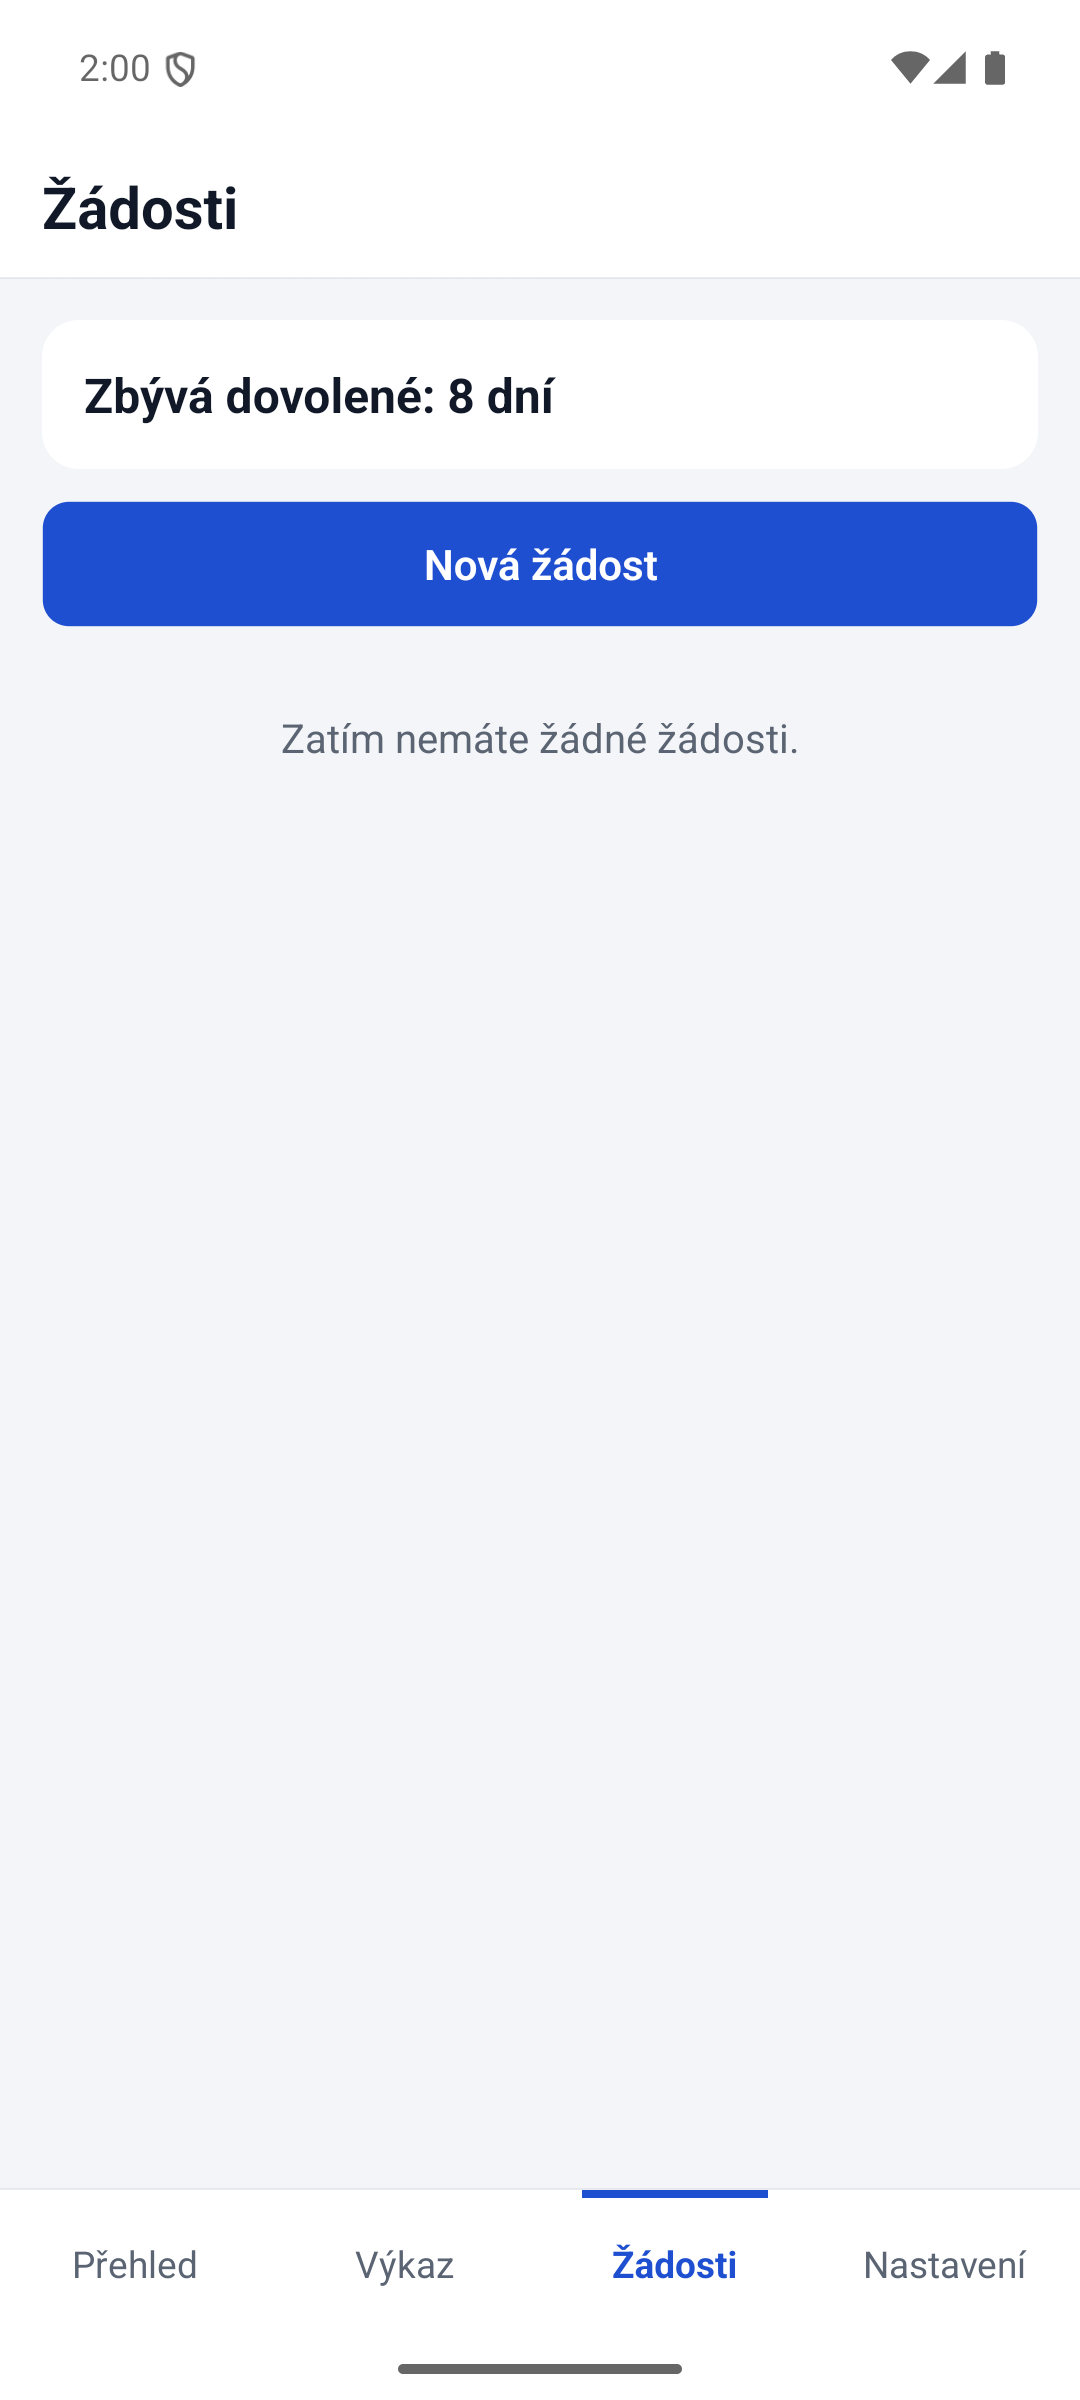 2:00
Žádosti
Zbývá dovolené: 8 dní
Nová žádost
Zatím nemáte žádné žádosti.
Přehled
Výkaz
Žádosti
Nastavení